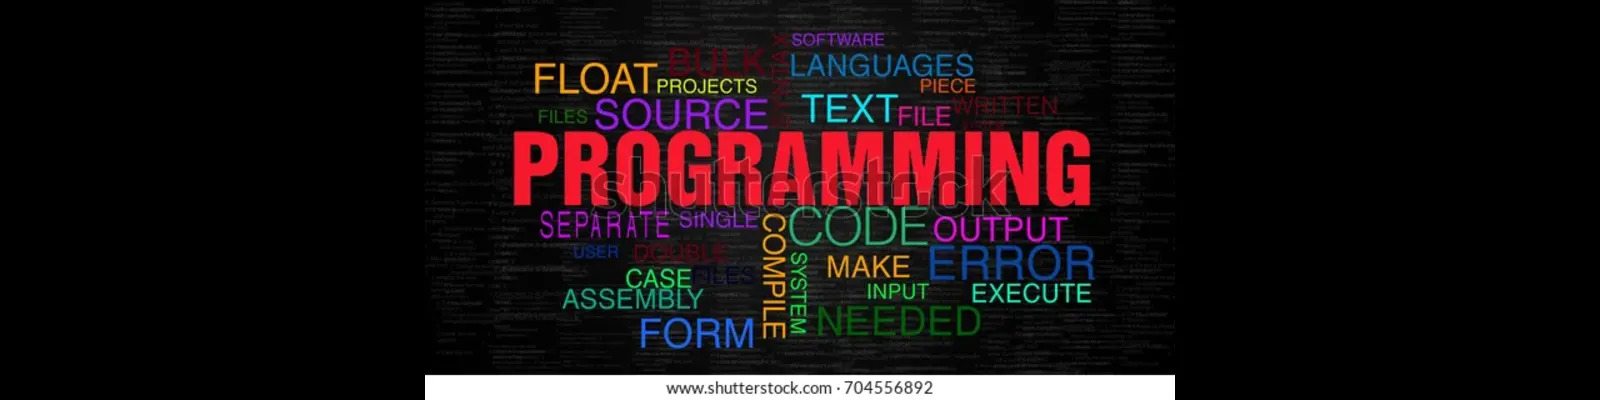 SOFTWARE
BULK
SYNTAX
LANGUAGES
FLOAT
PROJECTS
PIECE
FILES
SOURCE
TEXT
FILE
WRITTEN
PROGRAMMING
shutterstock
SEPARATE
SINGLE
COMPILE
CODE
OUTPUT
USER
DOUBLE
SYSTEM
MAKE
ERROR
CASE
FILES
INPUT
EXECUTE
ASSEMBLY
FORM
NEEDED
www.shutterstock.com · 704556892